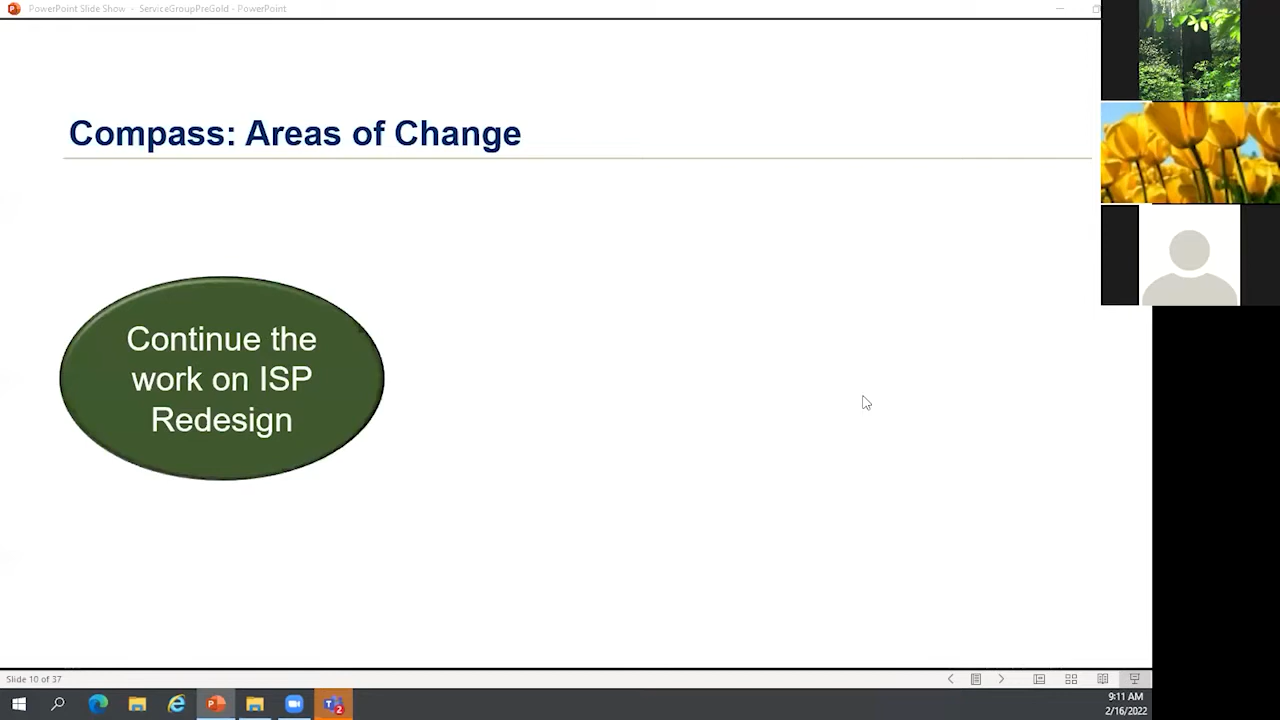 PowerPoint Slide Show - ServiceGroupPreGold - PowerPoint
Compass: Areas of Change
Continue the
work on ISP
Redesign
Slide 10 of 37
2
9:11 AM
2/16/2022